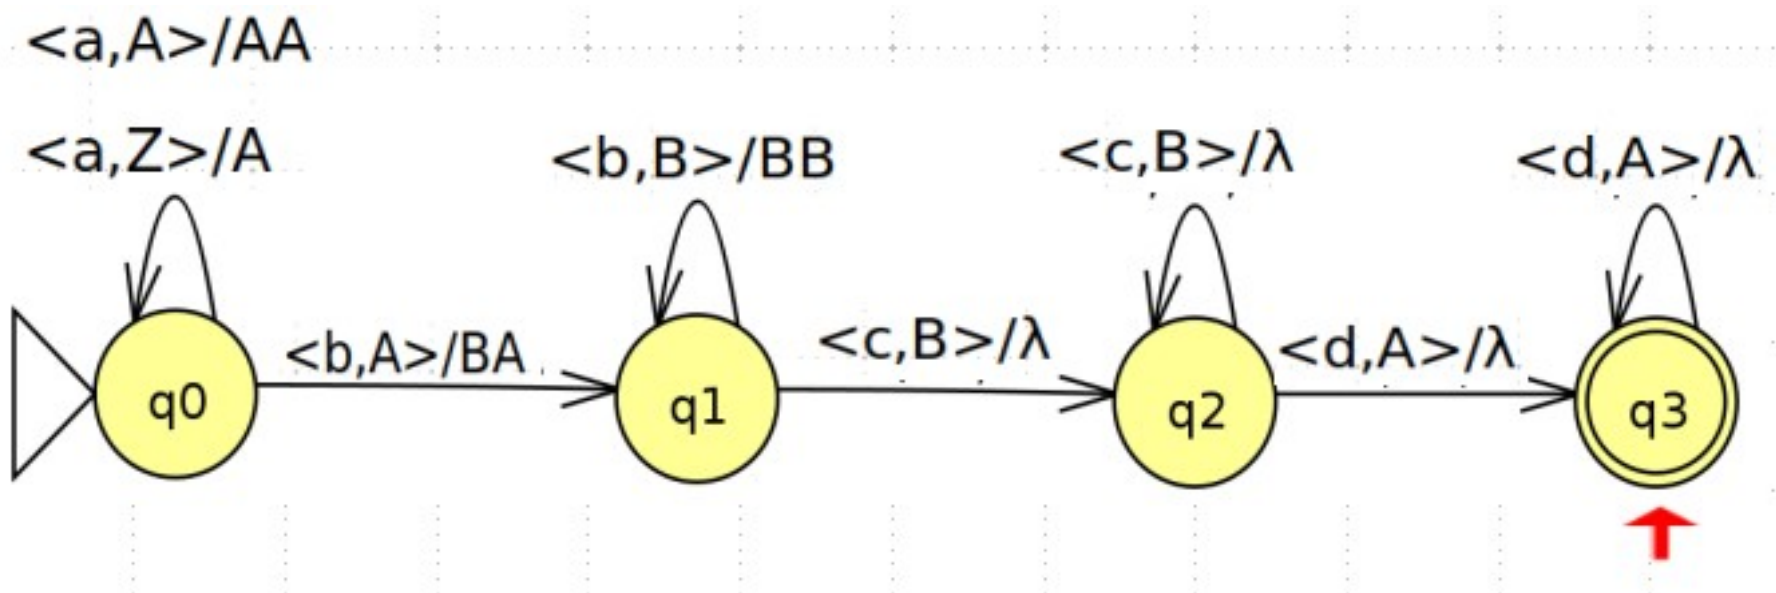 <a,A>/AA
<a,Z>/A
<b,B>/BB
<c,B>/λ
<d,A>/λ
<b,A>/BA
<c,B>/λ
<d,A>/λ
q0
q1
q2
q3